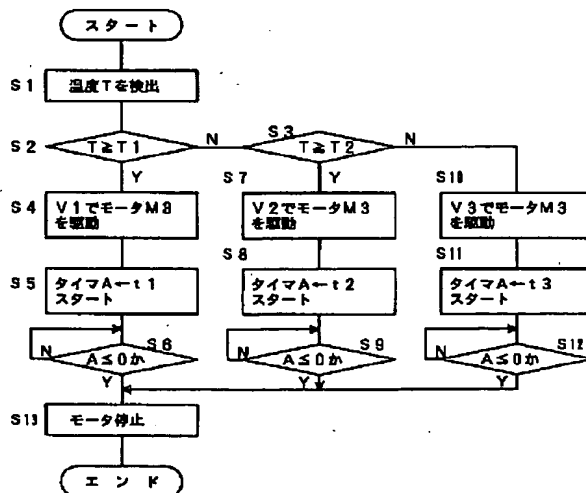 スタート
S1
温度Tを検出
S2
T≧T1
N
S3
T≧T2
N
Y
Y
S4
V1でモータM3
を駆動
S7
V2でモータM3
を駆動
S10
V3でモータM3
を駆動
S5
タイマA←t1
スタート
S8
タイマA←t2
スタート
S11
タイマA←t3
スタート
S6
N
A≦0か
Y
S9
N
A≦0か
Y
S12
N
A≦0か
Y
S13
モータ停止
エンド